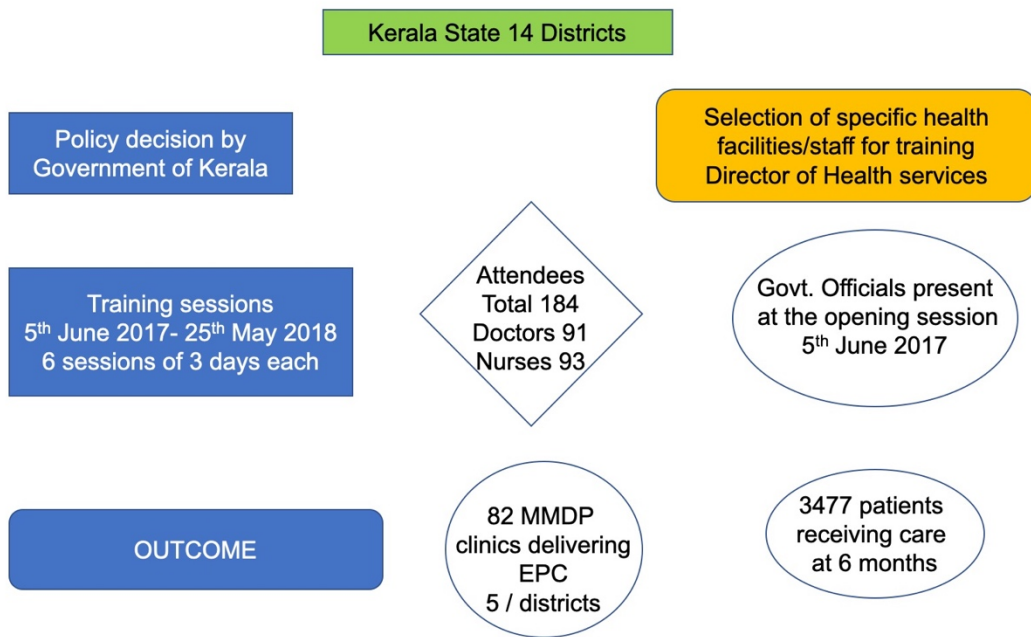 Kerala State 14 Districts
Policy decision by
Government of Kerala
Selection of specific health
facilities/staff for training
Director of Health services
Training sessions
5th June 2017- 25th May 2018
6 sessions of 3 days each
Attendees
Total 184
Doctors 91
Nurses 93
Govt. Officials present
at the opening session
5th June 2017
OUTCOME
82 MMDP
clinics delivering
EPC
5 / districts
3477 patients
receiving care
at 6 months